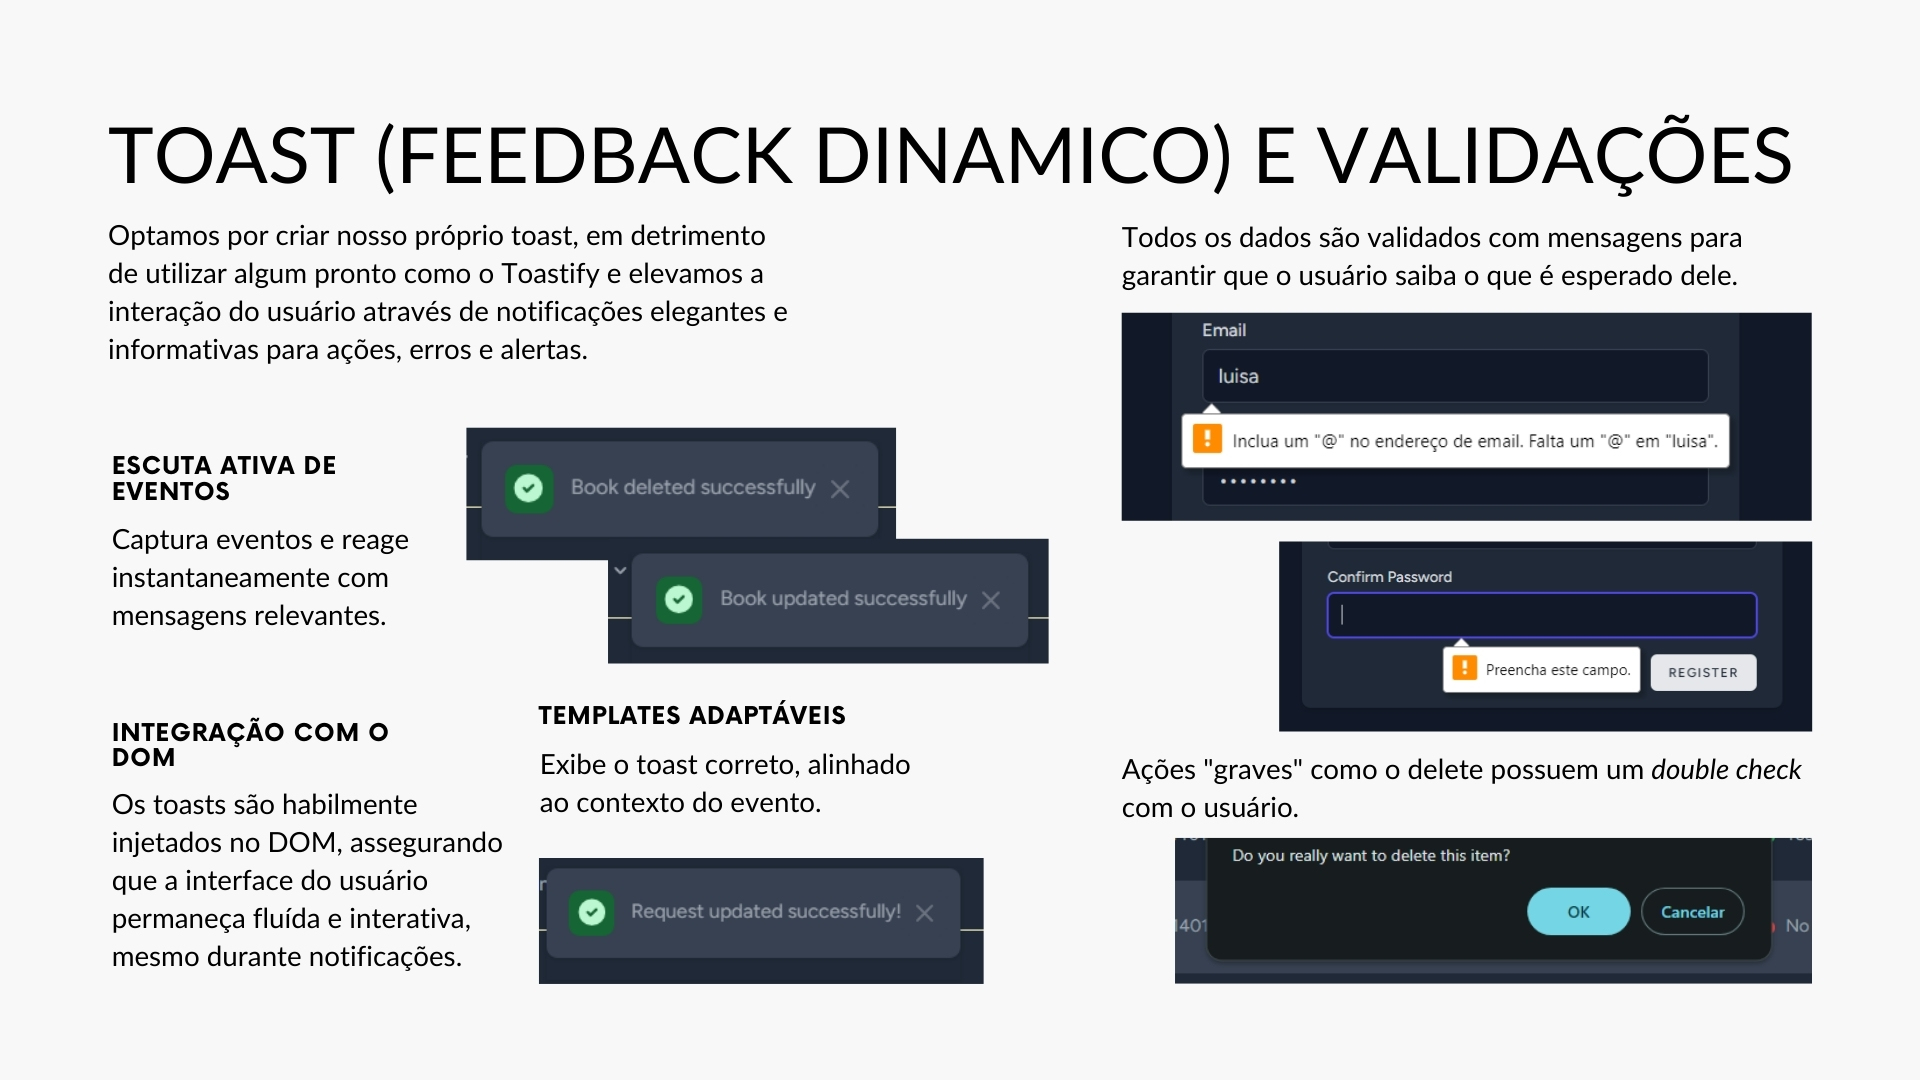 TOAST (FEEDBACK DINAMICO) E VALIDAÇÕES
Optamos por criar nosso próprio toast, em detrimento
de utilizar algum pronto como o Toastify e elevamos a
interação do usuário através de notificações elegantes e
informativas para ações, erros e alertas.
ESCUTA ATIVA DE
EVENTOS
Captura eventos e reage
instantaneamente com
mensagens relevantes.
Book deleted successfully
Book updated successfully
INTEGRAÇÃO COM O
DOM
Os toasts são habilmente
injetados no DOM, assegurando
que a interface do usuário
permaneça fluída e interativa,
mesmo durante notificações.
TEMPLATES ADAPTÁVEIS
Exibe o toast correto, alinhado
ao contexto do evento.
Request updated successfully!
Todos os dados são validados com mensagens para
garantir que o usuário saiba o que é esperado dele.
Email
luisa
Inclua um "@" no endereço de email. Falta um "@" em "luisa".
Confirm Password
Preencha este campo.
REGISTER
Ações "graves" como o delete possuem um double check
com o usuário.
Do you really want to delete this item?
OK Cancelar
1401 No